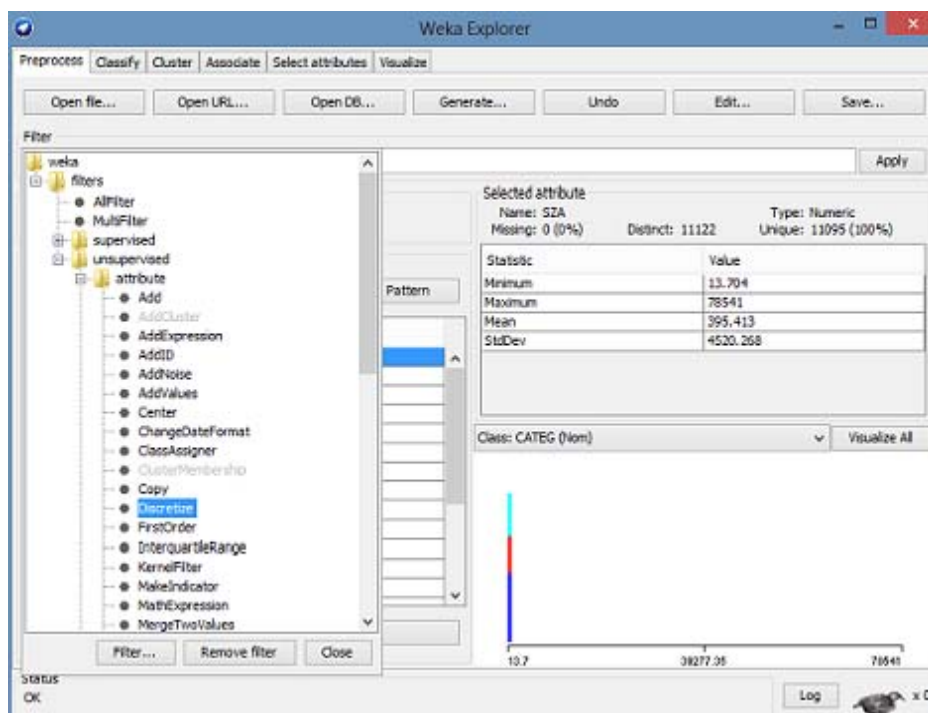 Weka Explorer
Preprocess Classify Cluster Associate Select attributes Visualize
Open file... Open URL... Open DB... Generate... Undo Edit... Save...
Filter
weka
filters
AllFilter
MultiFilter
supervised
unsupervised
attribute
Add
AddCluster
AddExpression
AddID
AddNoise
AddValues
Center
ChangeDateFormat
ClassAssigner
ClusterMembership
Copy
Discretize
FirstOrder
InterquartileRange
KernelFilter
MakeIndicator
MathExpression
MergeTwoValues
Filter... Remove filter Close
Apply
Pattern
Selected attribute
Name: SZA Type: Numeric
Missing: 0 (0%) Distinct: 11122 Unique: 11095 (100%)
Statistic Value
Minimum 13.704
Maximum 78541
Mean 395.413
StdDev 4520.268
Class: CATEG (Nom) Visualize All
13.7 39277.35 78541
Status
OK Log x 0